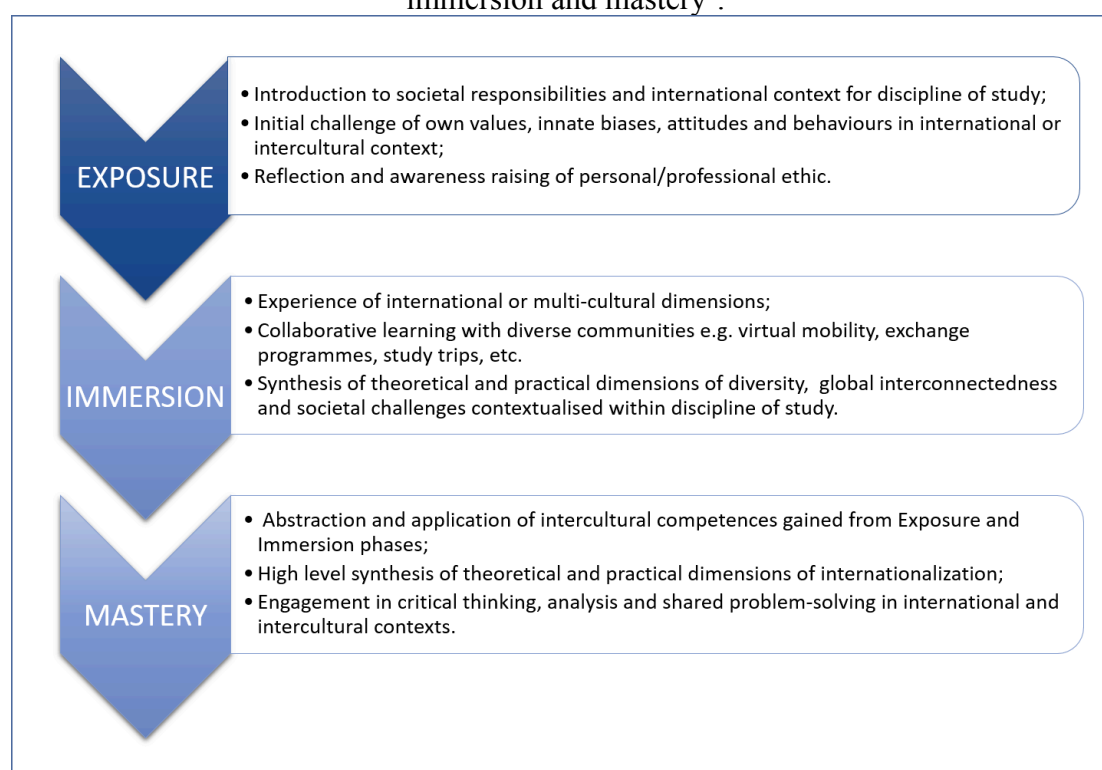 immersion and mastery".
EXPOSURE
• Introduction to societal responsibilities and international context for discipline of study;
• Initial challenge of own values, innate biases, attitudes and behaviours in international or
intercultural context;
• Reflection and awareness raising of personal/professional ethic.
IMMERSION
• Experience of international or multi-cultural dimensions;
• Collaborative learning with diverse communities e.g. virtual mobility, exchange
programmes, study trips, etc.
• Synthesis of theoretical and practical dimensions of diversity, global interconnectedness
and societal challenges contextualised within discipline of study.
MASTERY
• Abstraction and application of intercultural competences gained from Exposure and
Immersion phases;
• High level synthesis of theoretical and practical dimensions of internationalization;
• Engagement in critical thinking, analysis and shared problem-solving in international and
intercultural contexts.